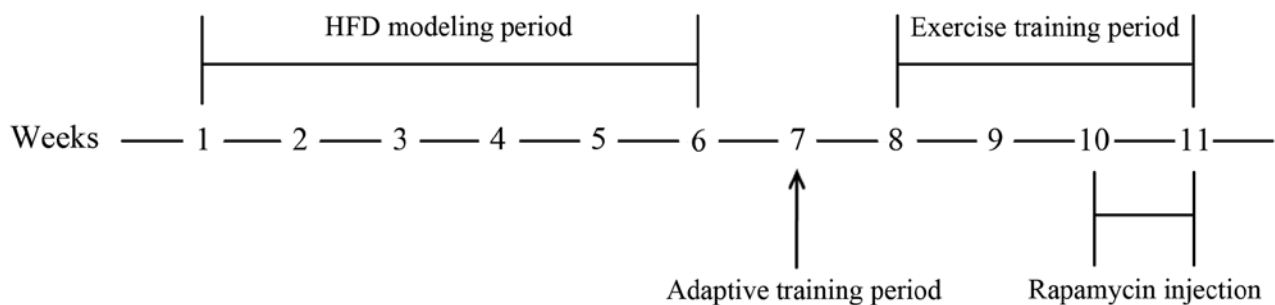 HFD modeling period
Exercise training period
Weeks 1 2 3 4 5 6 7 8 9 10 11
Adaptive training period
Rapamycin injection